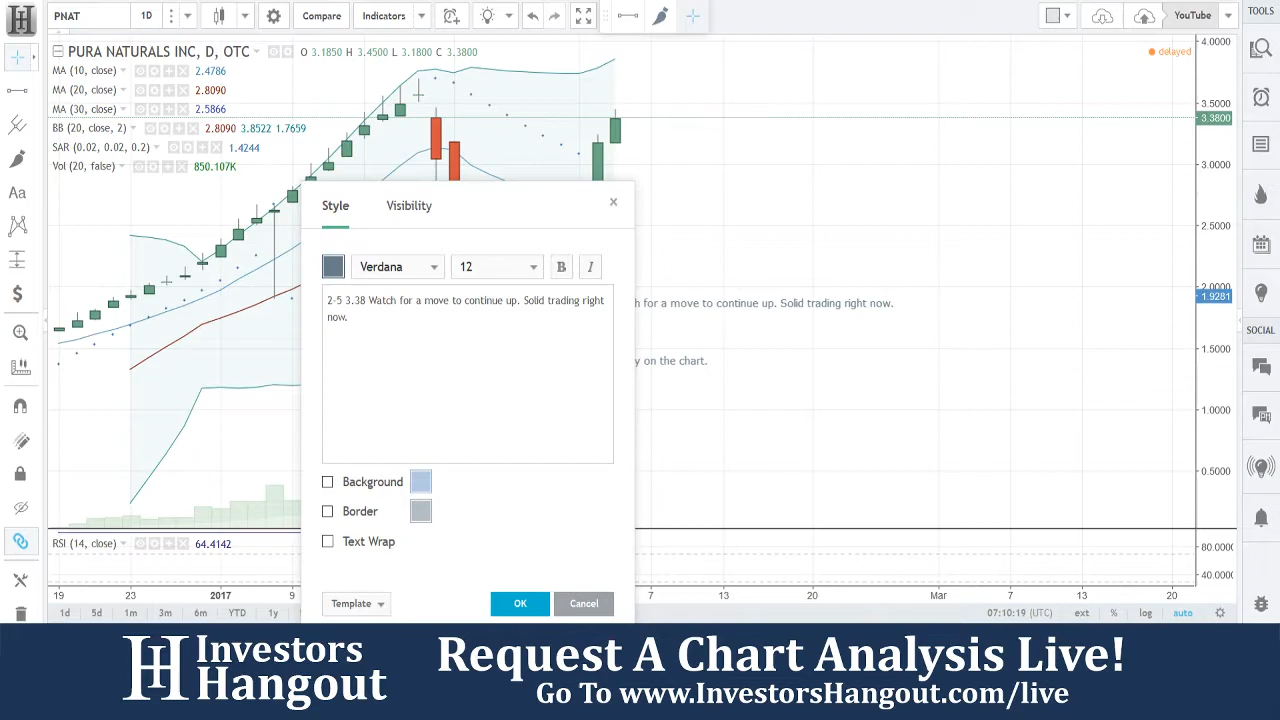 PNAT 1D Compare Indicators YouTube TOOLS
PURA NATURALS INC, D, OTC O 3.1850 H 3.4500 L 3.1800 C 3.3800
delayed
MA (10, close) 2.4786
MA (20, close) 2.8090
MA (30, close) 2.5866
BB (20, close, 2) 2.8090 3.8522 1.7659
SAR (0.02, 0.02, 0.2) 1.4244
Vol (20, false) 850.107K
4.0000
3.5000
3.3800
3.0000
2.5000
2.0000
1.9281
1.5000
1.0000
0.5000
80.0000
40.0000
SOCIAL
Aa
$
Style Visibility ×
Verdana 12 B I
2-5 3.38 Watch for a move to continue up. Solid trading right
now.
h for a move to continue up. Solid trading right now.
y on the chart.
Background
Border
Text Wrap
Template OK Cancel
RSI (14, close) 64.4142
19 23 2017 9 7 13 20 Mar 7 13 20
1d 5d 1m 3m 6m YTD 1y 07:10:19 (UTC) ext % log auto
Investors
Hangout
Request A Chart Analysis Live!
Go To www.InvestorsHangout.com/live